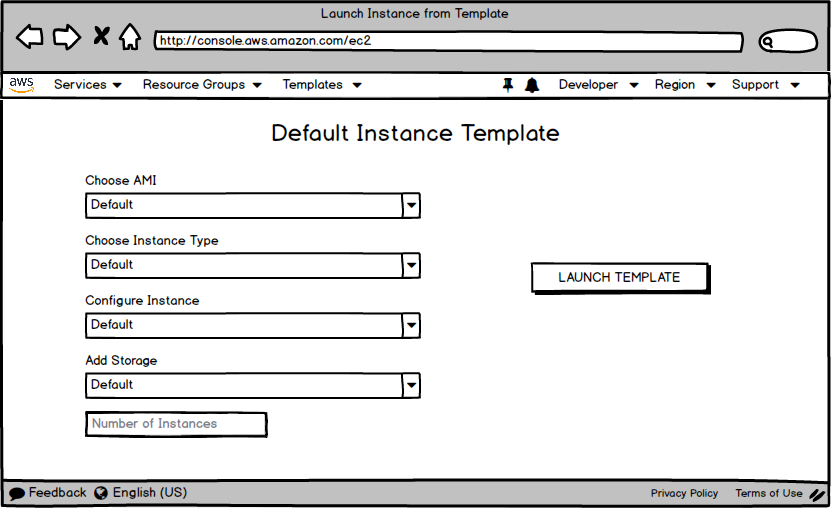 Launch Instance from Template
http://console.aws.amazon.com/ec2
aws Services Resource Groups Templates Developer Region Support
Default Instance Template
Choose AMI
Default
Choose Instance Type
Default
LAUNCH TEMPLATE
Configure Instance
Default
Add Storage
Default
Number of Instances
Feedback English (US) Privacy Policy Terms of Use